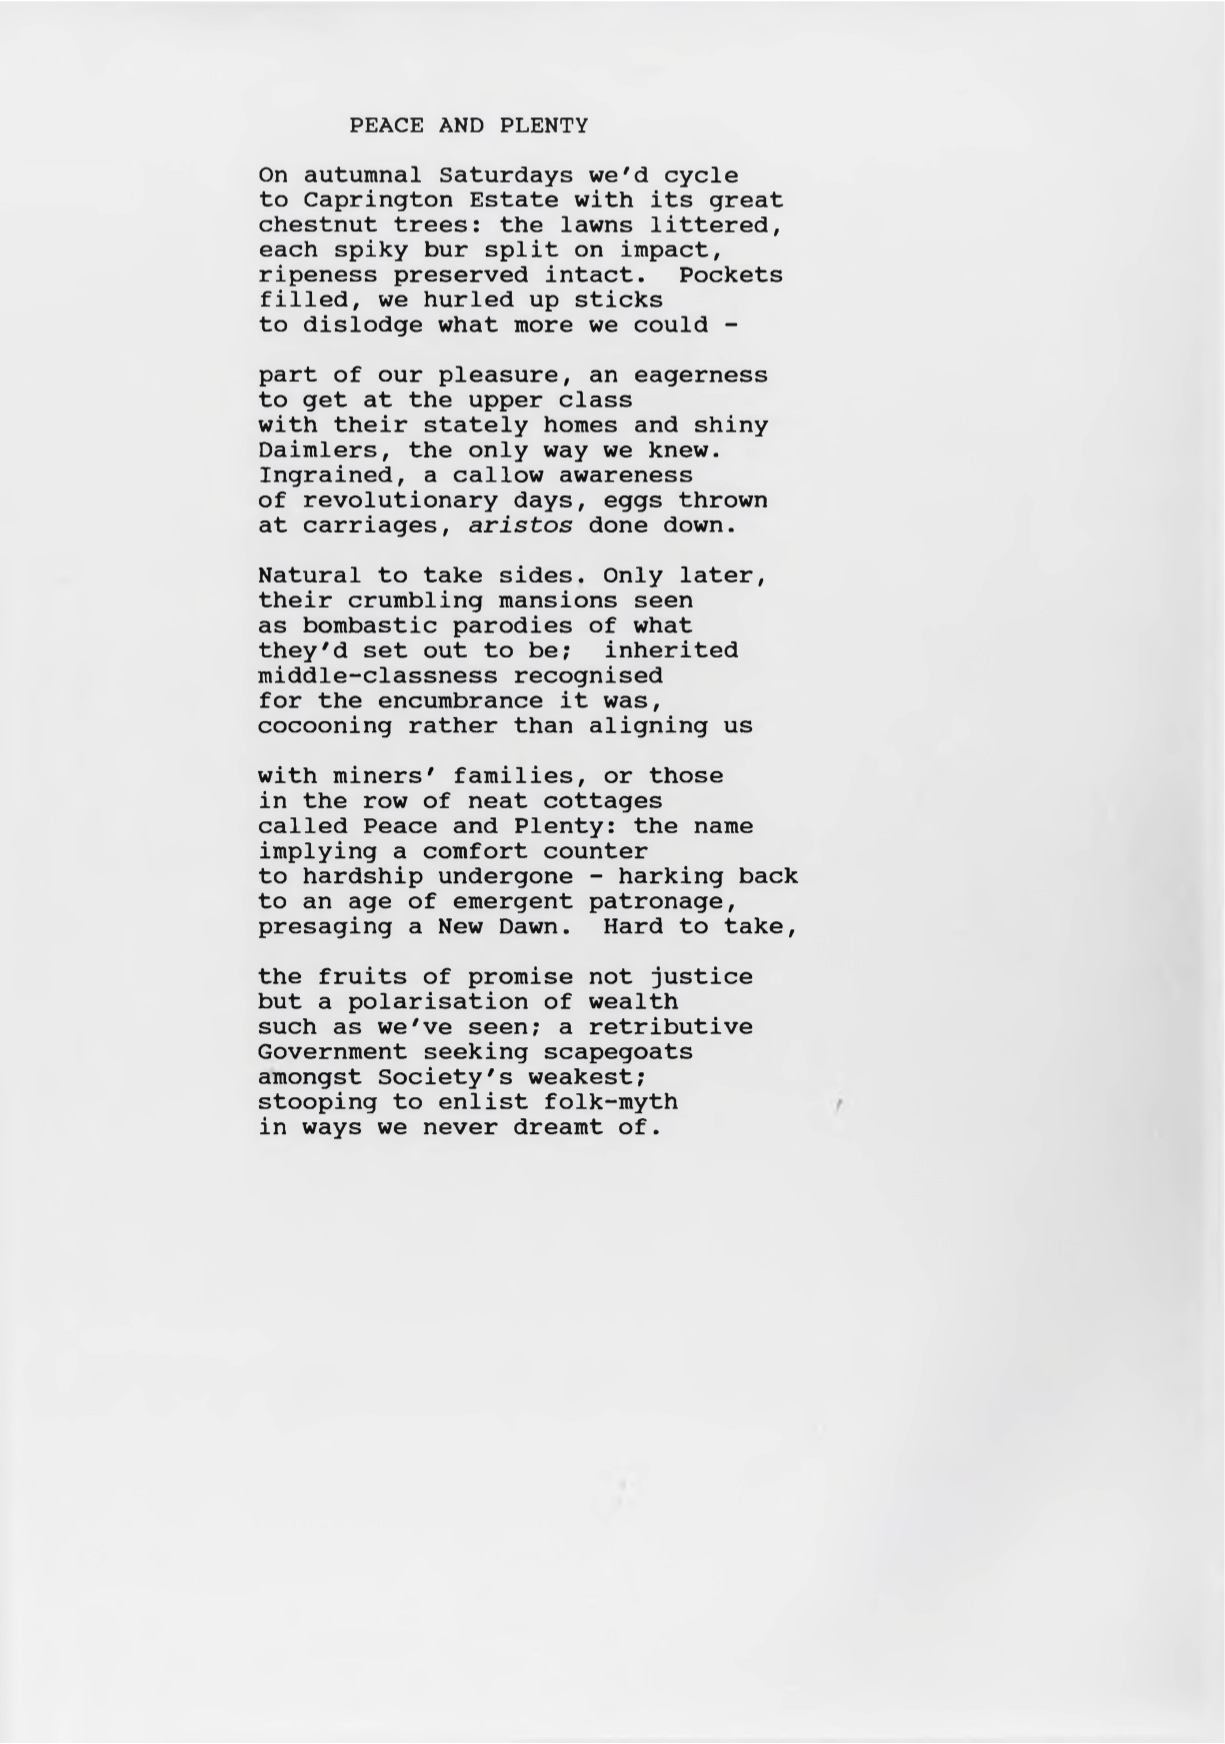 PEACE AND PLENTY
On autumnal Saturdays we'd cycle
to Caprington Estate with its great
chestnut trees: the lawns littered,
each spiky bur split on impact,
ripeness preserved intact.  Pockets
filled, we hurled up sticks
to dislodge what more we could -
part of our pleasure, an eagerness
to get at the upper class
with their stately homes and shiny
Daimlers, the only way we knew.
Ingrained, a callow awareness
of revolutionary days, eggs thrown
at carriages, aristos done down.
Natural to take sides. Only later,
their crumbling mansions seen
as bombastic parodies of what
they'd set out to be;  inherited
middle-classness recognised
for the encumbrance it was,
cocooning rather than aligning us
with miners' families, or those
in the row of neat cottages
called Peace and Plenty: the name
implying a comfort counter
to hardship undergone - harking back
to an age of emergent patronage,
presaging a New Dawn.  Hard to take,
the fruits of promise not justice
but a polarisation of wealth
such as we've seen; a retributive
Government seeking scapegoats
amongst Society's weakest;
stooping to enlist folk-myth
in ways we never dreamt of.